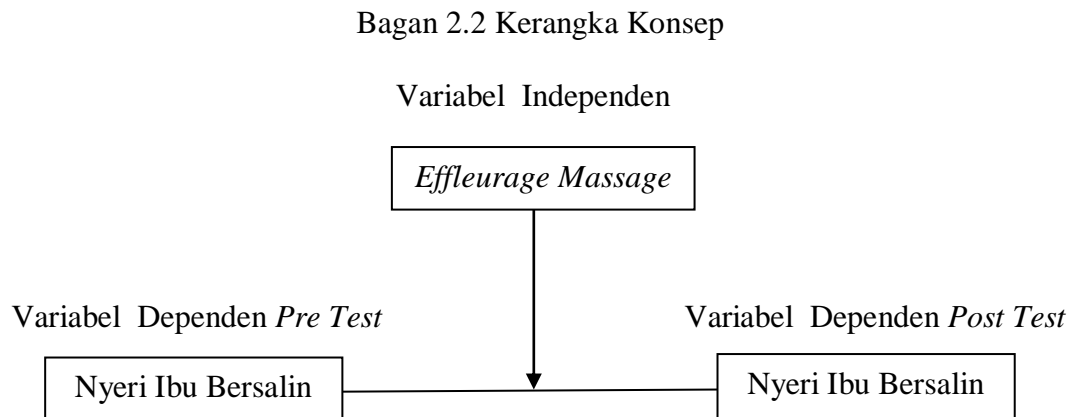 Bagan 2.2 Kerangka Konsep
Variabel Independen
Effleurage Massage
Variabel Dependen Pre Test
Variabel Dependen Post Test
Nyeri Ibu Bersalin
Nyeri Ibu Bersalin